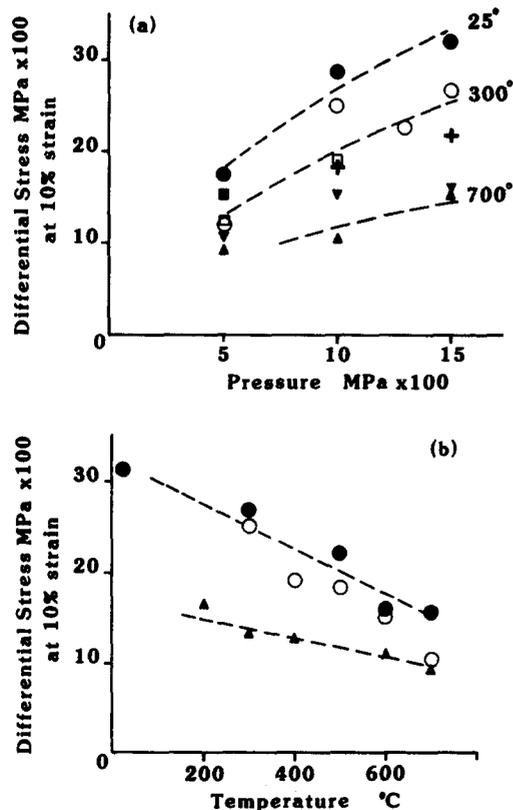 (a)
Differential Stress MPa x100
at 10% strain
30
20
10
0
25°
300°
700°
5 10 15
Pressure MPa x100
(b)
Differential Stress MPa x100
at 10% strain
30
20
10
0
200 400 600
Temperature °C